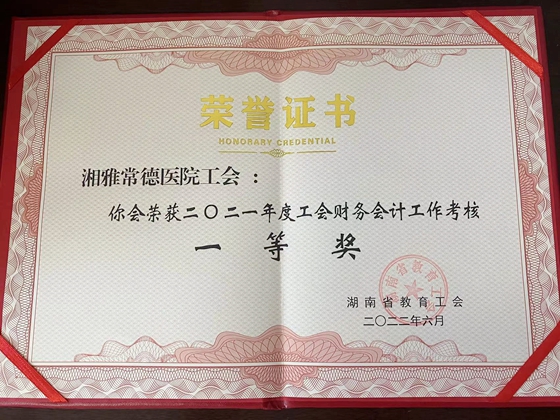 荣誉证书
HONORARY CREDENTIAL
湘雅常德医院工会：
你会荣获二〇二一年度工会财务会计工作考核
一等奖
湖南省教育工会
二〇二二年六月